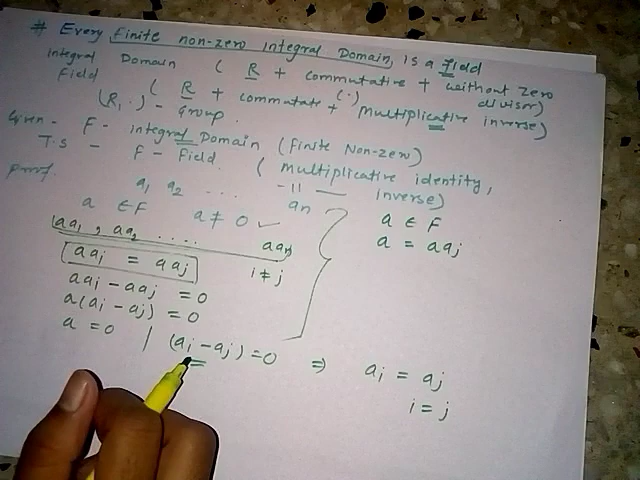 # Every finite non-zero integral Domain, is a field
Integral Domain ( R + commutative + without zero divisor)
Field ( R + commutate + (·) Multiplicative inverse)
(R, ·) - Group.
Given - F - integral Domain (finite Non-zero)
T.S - F - Field. ( Multiplicative identity,
proof. — 11 — inverse)
a1 a2 ... an
a ∈ F a ≠ 0 ✓
aa1, aa2 .... aan
aai = aaj i ≠ j
aai - aaj = 0
a(ai - aj) = 0
a = 0 / (ai - aj) = 0 ⇒ ai = aj
i = j
a ∈ F
a = aaj